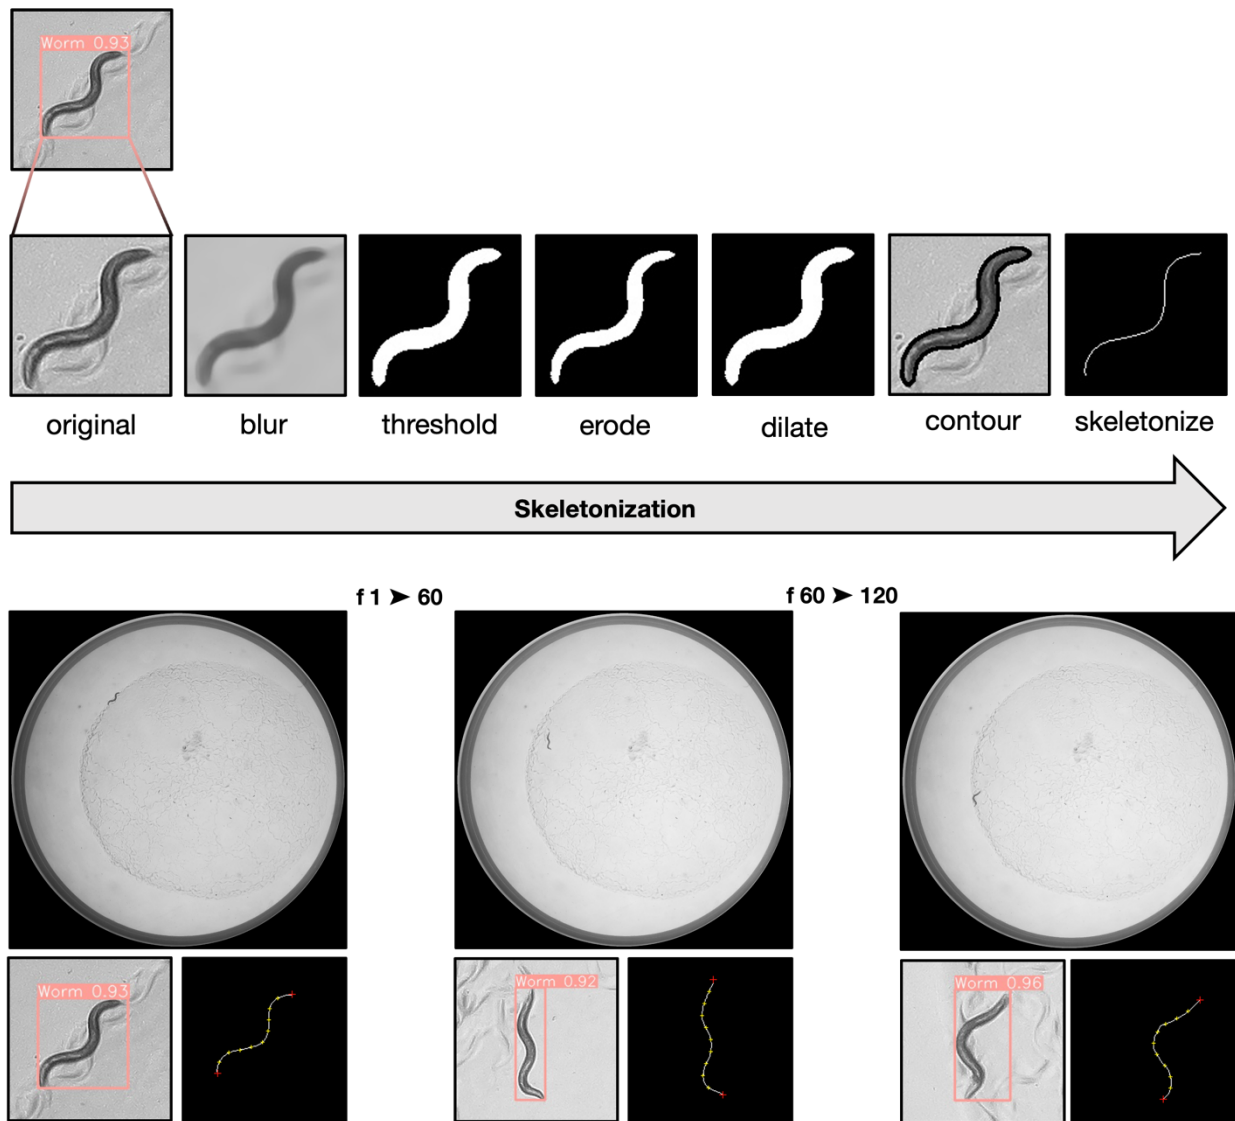 Worm 0.93
original
blur
threshold
erode
dilate
contour
skeletonize
Skeletonization
f 1 ➤ 60
f 60 ➤ 120
Worm 0.93
Worm 0.92
Worm 0.96